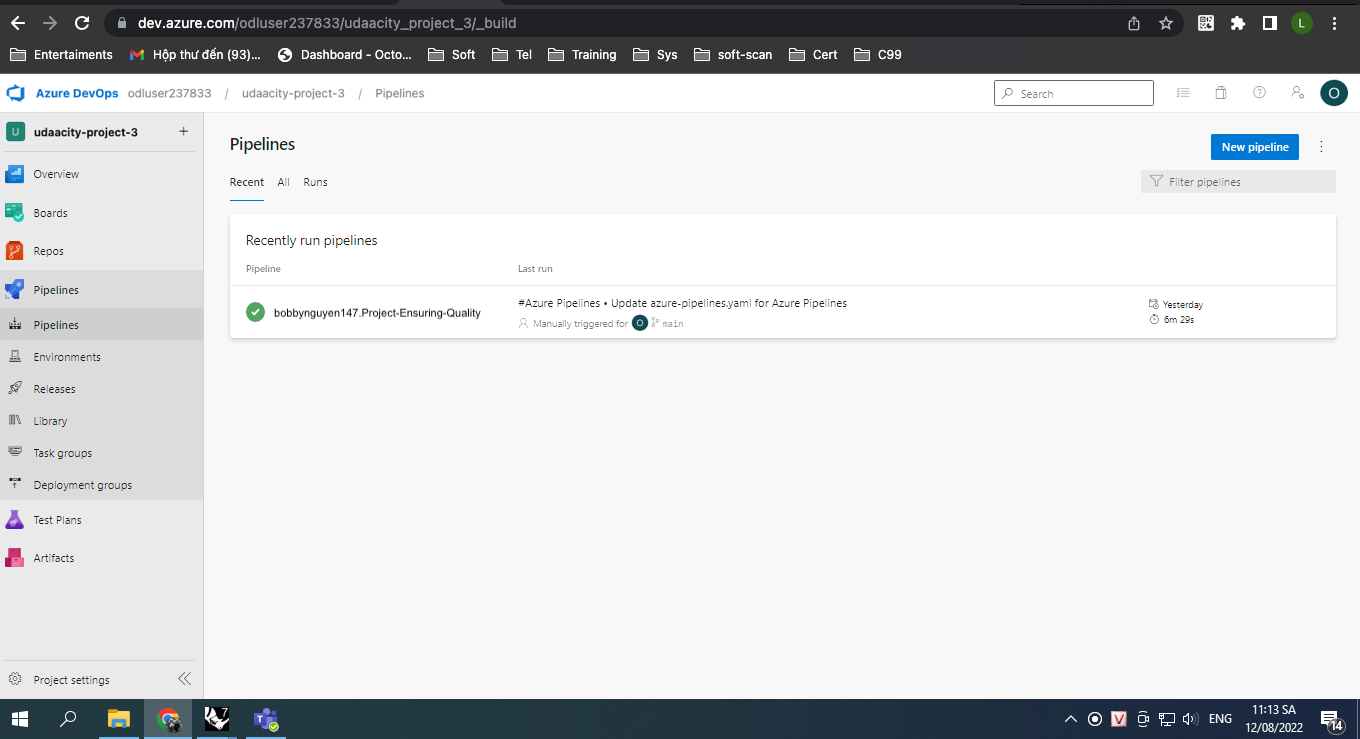 dev.azure.com/odluser237833/udaacity_project_3/_build
Entertaiments Hộp thư đến (93)... Dashboard - Octo... Soft Tel Training Sys soft-scan Cert C99
L
Azure DevOps odluser237833 / udaacity-project-3 / Pipelines
Search
O
U udaacity-project-3 +
Overview
Boards
Repos
Pipelines
Pipelines
Environments
Releases
Library
Task groups
Deployment groups
Test Plans
Artifacts
Project settings
Pipelines
New pipeline
Recent All Runs
Filter pipelines
Recently run pipelines
Pipeline Last run
bobbynguyen147.Project-Ensuring-Quality
#Azure Pipelines • Update azure-pipelines.yaml for Azure Pipelines
Manually triggered for O main
Yesterday
6m 29s
7
T
V
ENG
11:13 SA
12/08/2022
14